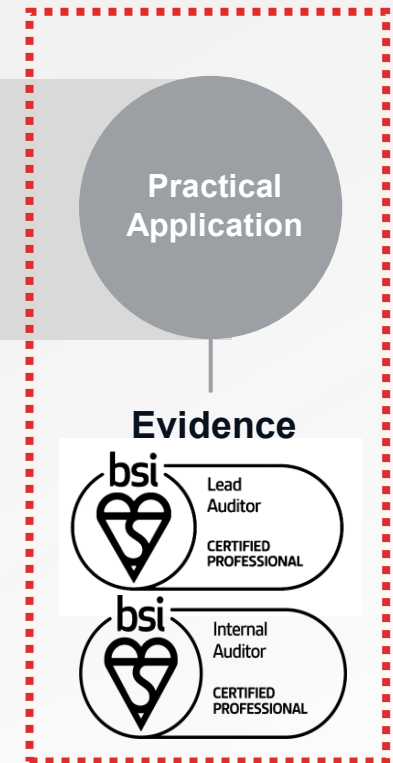 Practical
Application
Evidence
bsi
Lead
Auditor
CERTIFIED
PROFESSIONAL
bsi
Internal
Auditor
CERTIFIED
PROFESSIONAL